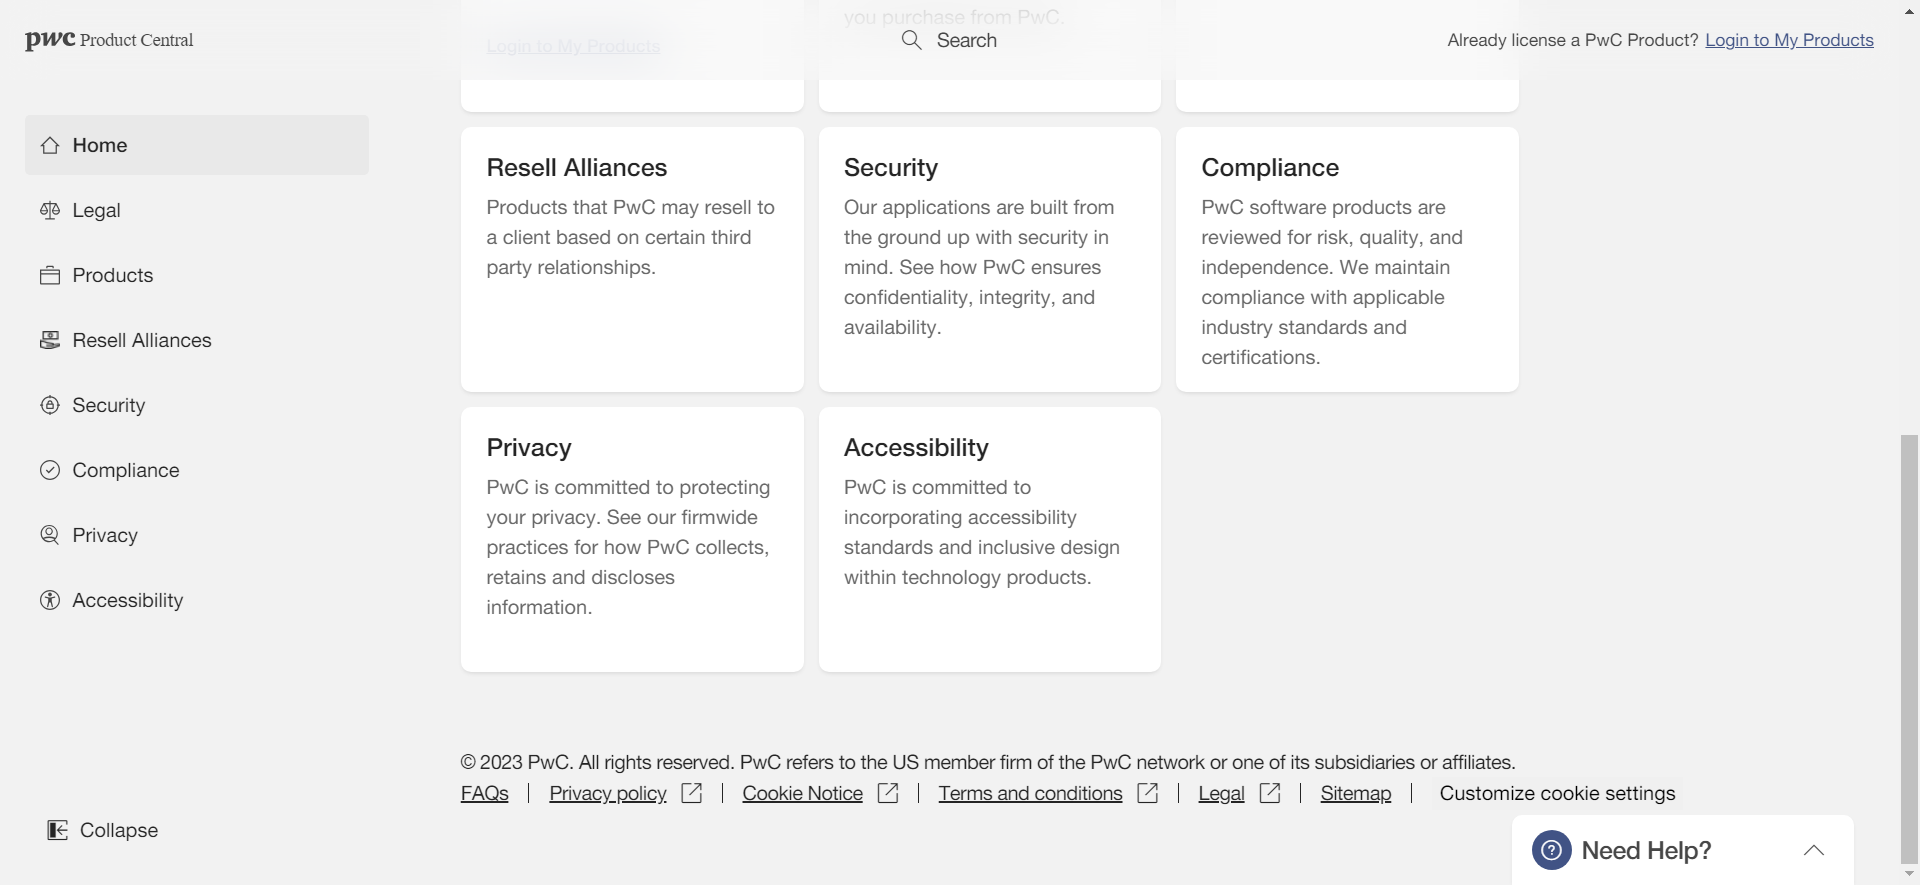 you purchase from PwC.
Login to My Products
pwc Product Central
Search
Already license a PwC Product? Login to My Products
Home
Legal
Products
Resell Alliances
Security
Compliance
Privacy
Accessibility
Collapse
Resell Alliances
Products that PwC may resell to
a client based on certain third
party relationships.
Security
Our applications are built from
the ground up with security in
mind. See how PwC ensures
confidentiality, integrity, and
availability.
Compliance
PwC software products are
reviewed for risk, quality, and
independence. We maintain
compliance with applicable
industry standards and
certifications.
Privacy
PwC is committed to protecting
your privacy. See our firmwide
practices for how PwC collects,
retains and discloses
information.
Accessibility
PwC is committed to
incorporating accessibility
standards and inclusive design
within technology products.
© 2023 PwC. All rights reserved. PwC refers to the US member firm of the PwC network or one of its subsidiaries or affiliates.
FAQs | Privacy policy | Cookie Notice | Terms and conditions | Legal | Sitemap | Customize cookie settings
Need Help?